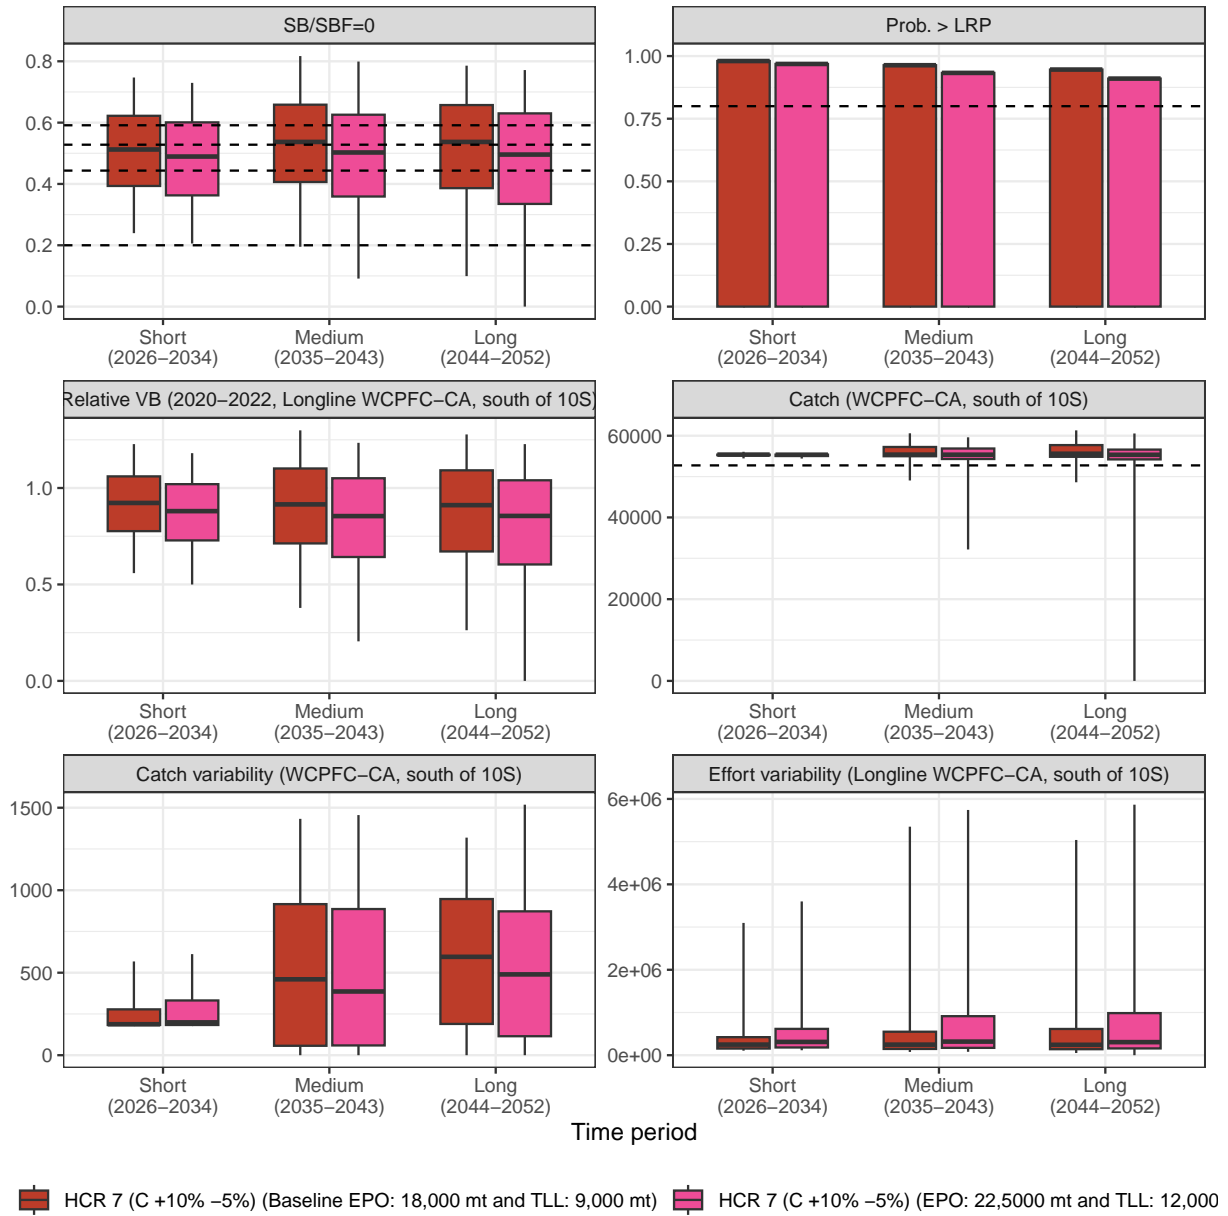 SB/SBF=0
Prob. > LRP
0.8
0.6
0.4
0.2
0.0
1.00
0.75
0.50
0.25
0.00
Short
(2026−2034)
Medium
(2035−2043)
Long
(2044−2052)
Short
(2026−2034)
Medium
(2035−2043)
Long
(2044−2052)
Relative VB (2020−2022, Longline WCPFC−CA, south of 10S)
Catch (WCPFC−CA, south of 10S)
1.0
0.5
0.0
60000
40000
20000
0
Short
(2026−2034)
Medium
(2035−2043)
Long
(2044−2052)
Short
(2026−2034)
Medium
(2035−2043)
Long
(2044−2052)
Catch variability (WCPFC−CA, south of 10S)
Effort variability (Longline WCPFC−CA, south of 10S)
1500
1000
500
0
6e+06
4e+06
2e+06
0e+00
Short
(2026−2034)
Medium
(2035−2043)
Long
(2044−2052)
Short
(2026−2034)
Medium
(2035−2043)
Long
(2044−2052)
Time period
HCR 7 (C +10% −5%) (Baseline EPO: 18,000 mt and TLL: 9,000 mt)
HCR 7 (C +10% −5%) (EPO: 22,5000 mt and TLL: 12,000